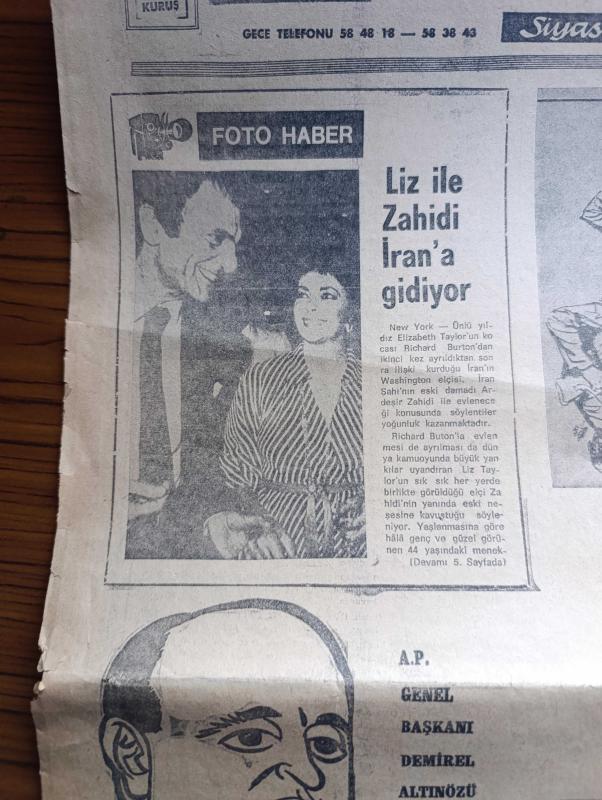 KURUŞ
GECE TELEFONU 58 48 18 — 58 38 43
Siyas
FOTO HABER
Liz ile
Zahidi
İran'a
gidiyor
New York — Ünlü yıl-
dız Elizabeth Taylor'un ko
cası Richard Burton'dan
ikinci kez ayrıldıktan son
ra ilişki kurduğu İran'ın
Washington elçisi, İran
Şahı'nın eski damadı Ar-
deşir Zahidi ile evlenece
ği konusunda söylentiler
yoğunluk kazanmaktadır.
Richard Buton'la evlen
mesi de ayrılması da dün
ya kamuoyunda büyük yan
kılar uyandıran Liz Tay-
lor'un sık sık her yerde
birlikte görüldüğü elçi Za
hidi'nin yanında eski ne-
şesine kavuştuğu söyle-
niyor. Yaşlanmasına göre
hâlâ genç ve güzel görü-
nen 44 yaşındaki menek-
(Devamı 5. Sayfada)
A.P.
GENEL
BAŞKANI
DEMİREL
ALTINÖZÜ